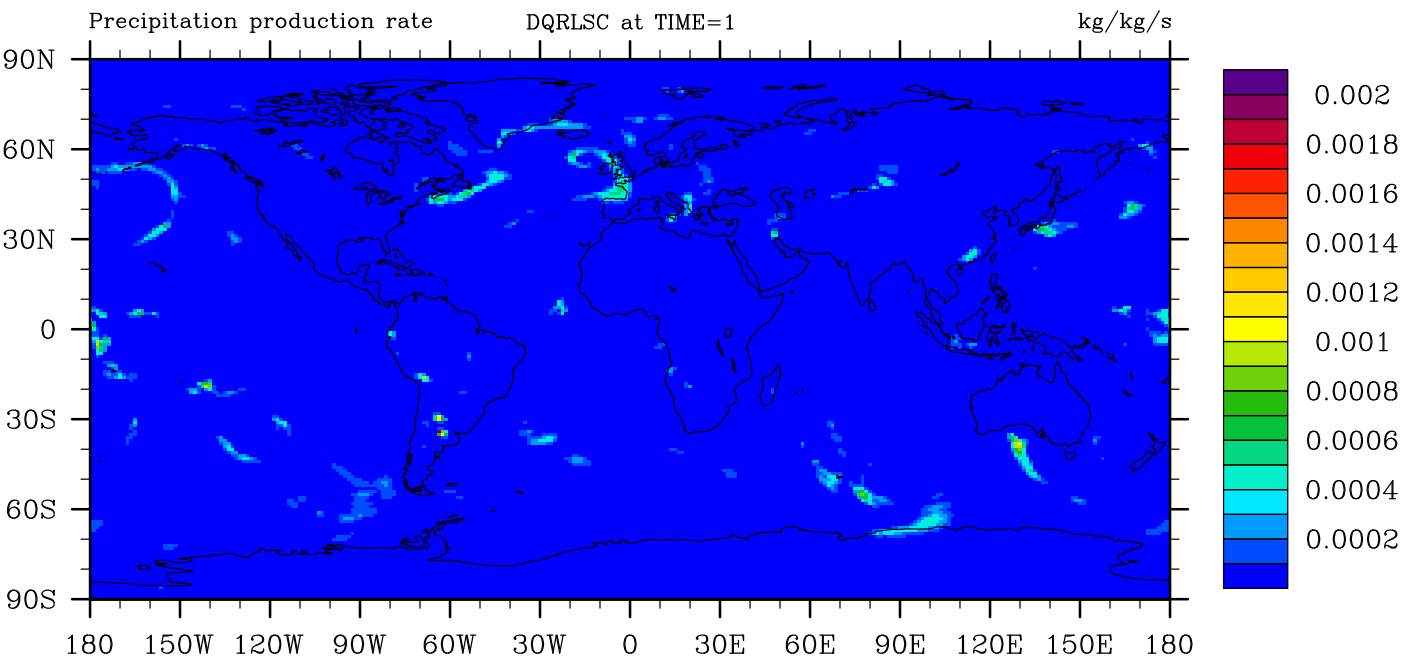 Precipitation production rate DQRLSC at TIME=1 kg/kg/s
90N
60N
30N
0
30S
60S
90S
180 150W 120W 90W 60W 30W 0 30E 60E 90E 120E 150E 180
0.002
0.0018
0.0016
0.0014
0.0012
0.001
0.0008
0.0006
0.0004
0.0002